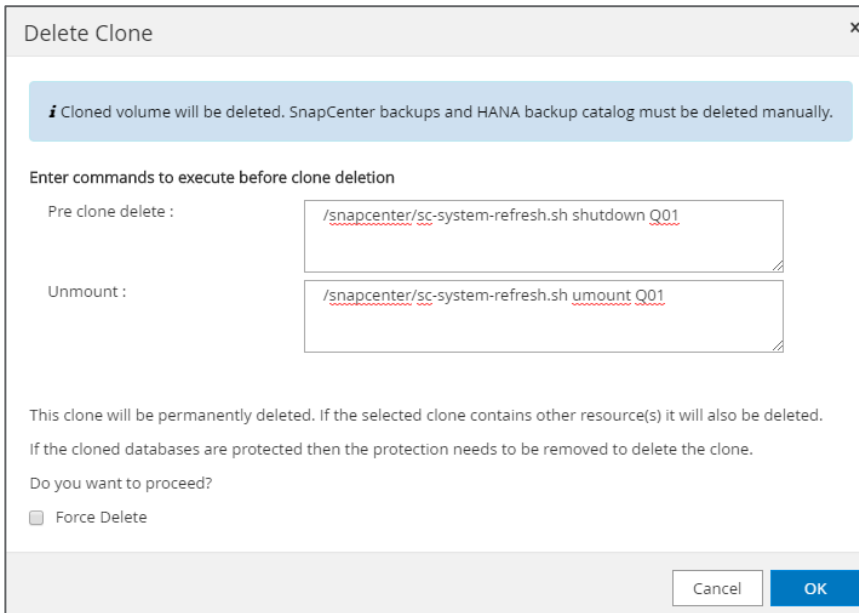 Delete Clone
x
i Cloned volume will be deleted. SnapCenter backups and HANA backup catalog must be deleted manually.
Enter commands to execute before clone deletion
Pre clone delete :
/snapcenter/sc-system-refresh.sh shutdown Q01
Unmount :
/snapcenter/sc-system-refresh.sh umount Q01
This clone will be permanently deleted. If the selected clone contains other resource(s) it will also be deleted.
If the cloned databases are protected then the protection needs to be removed to delete the clone.
Do you want to proceed?
Force Delete
Cancel
OK